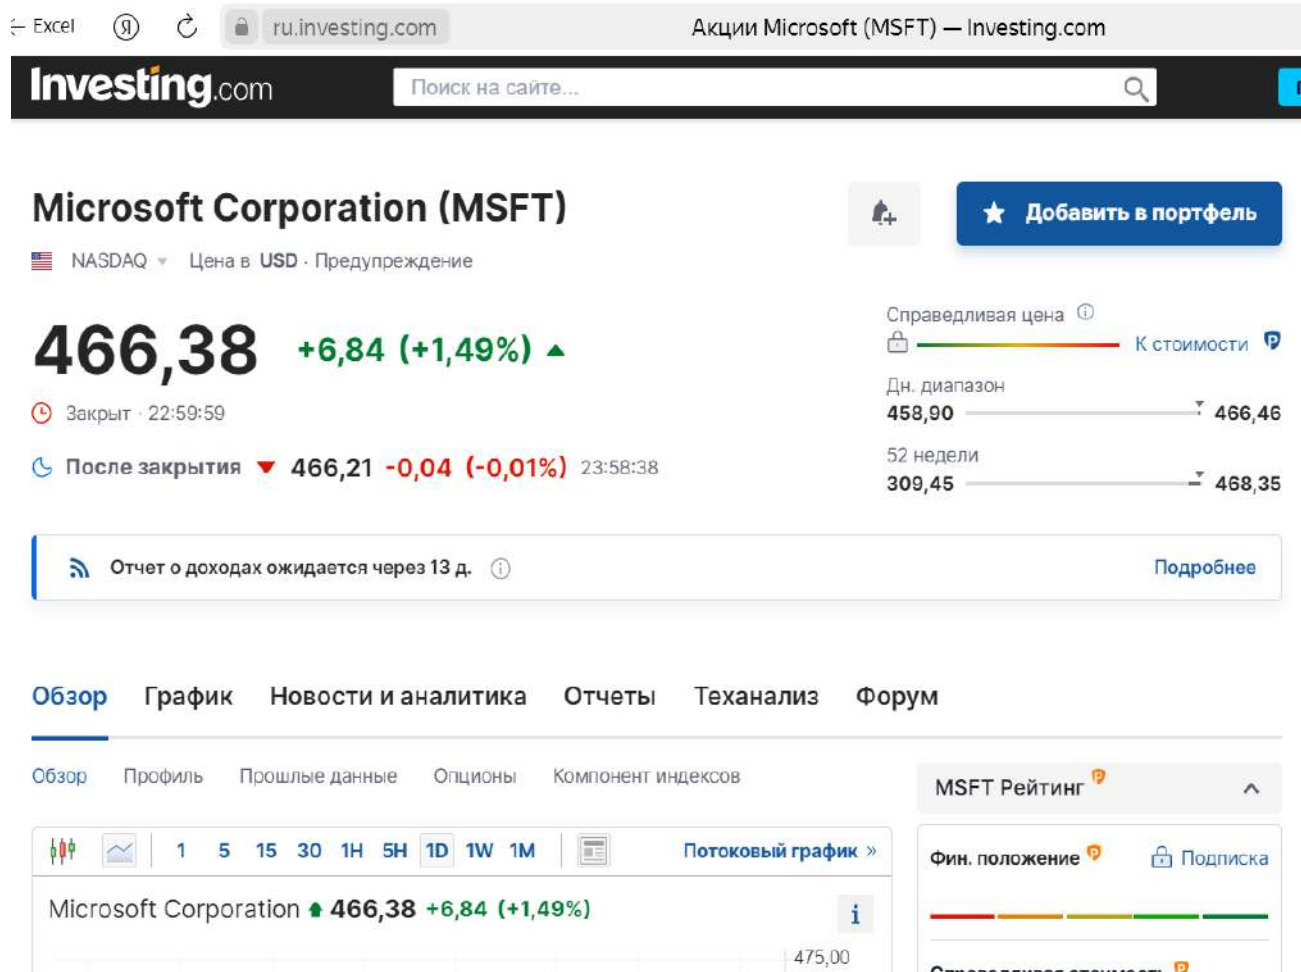 ← Excel Я ru.investing.com Акции Microsoft (MSFT) — Investing.com
Investing.com Поиск на сайте...
Microsoft Corporation (MSFT)
Добавить в портфель
NASDAQ Цена в USD · Предупреждение
466,38 +6,84 (+1,49%)
Справедливая цена
К стоимости
Дн. диапазон
458,90 466,46
Закрыт · 22:59:59
52 недели
309,45 468,35
После закрытия 466,21 -0,04 (-0,01%) 23:58:38
Отчет о доходах ожидается через 13 д. Подробнее
Обзор График Новости и аналитика Отчеты Теханализ Форум
Обзор Профиль Прошлые данные Опционы Компонент индексов
MSFT Рейтинг
1 5 15 30 1H 5H 1D 1W 1M Потоковый график »
Фин. положение Подписка
Microsoft Corporation 466,38 +6,84 (+1,49%)
475,00